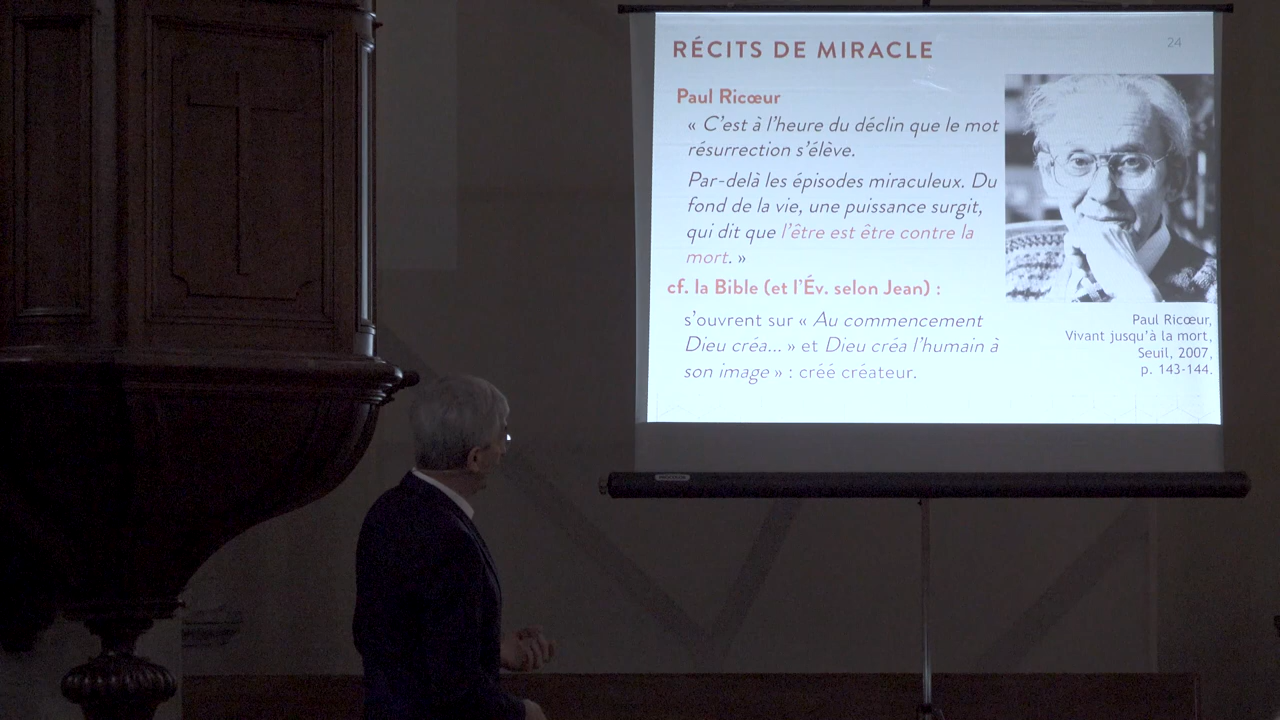 RÉCITS DE MIRACLE
24
Paul Ricœur
« C'est à l'heure du déclin que le mot
résurrection s'élève.
Par-delà les épisodes miraculeux. Du
fond de la vie, une puissance surgit,
qui dit que l'être est être contre la
mort. »
cf. la Bible (et l'Év. selon Jean) :
s'ouvrent sur « Au commencement
Dieu créa... » et Dieu créa l'humain à
son image » : créé créateur.
Paul Ricœur,
Vivant jusqu'à la mort,
Seuil, 2007,
p. 143-144.